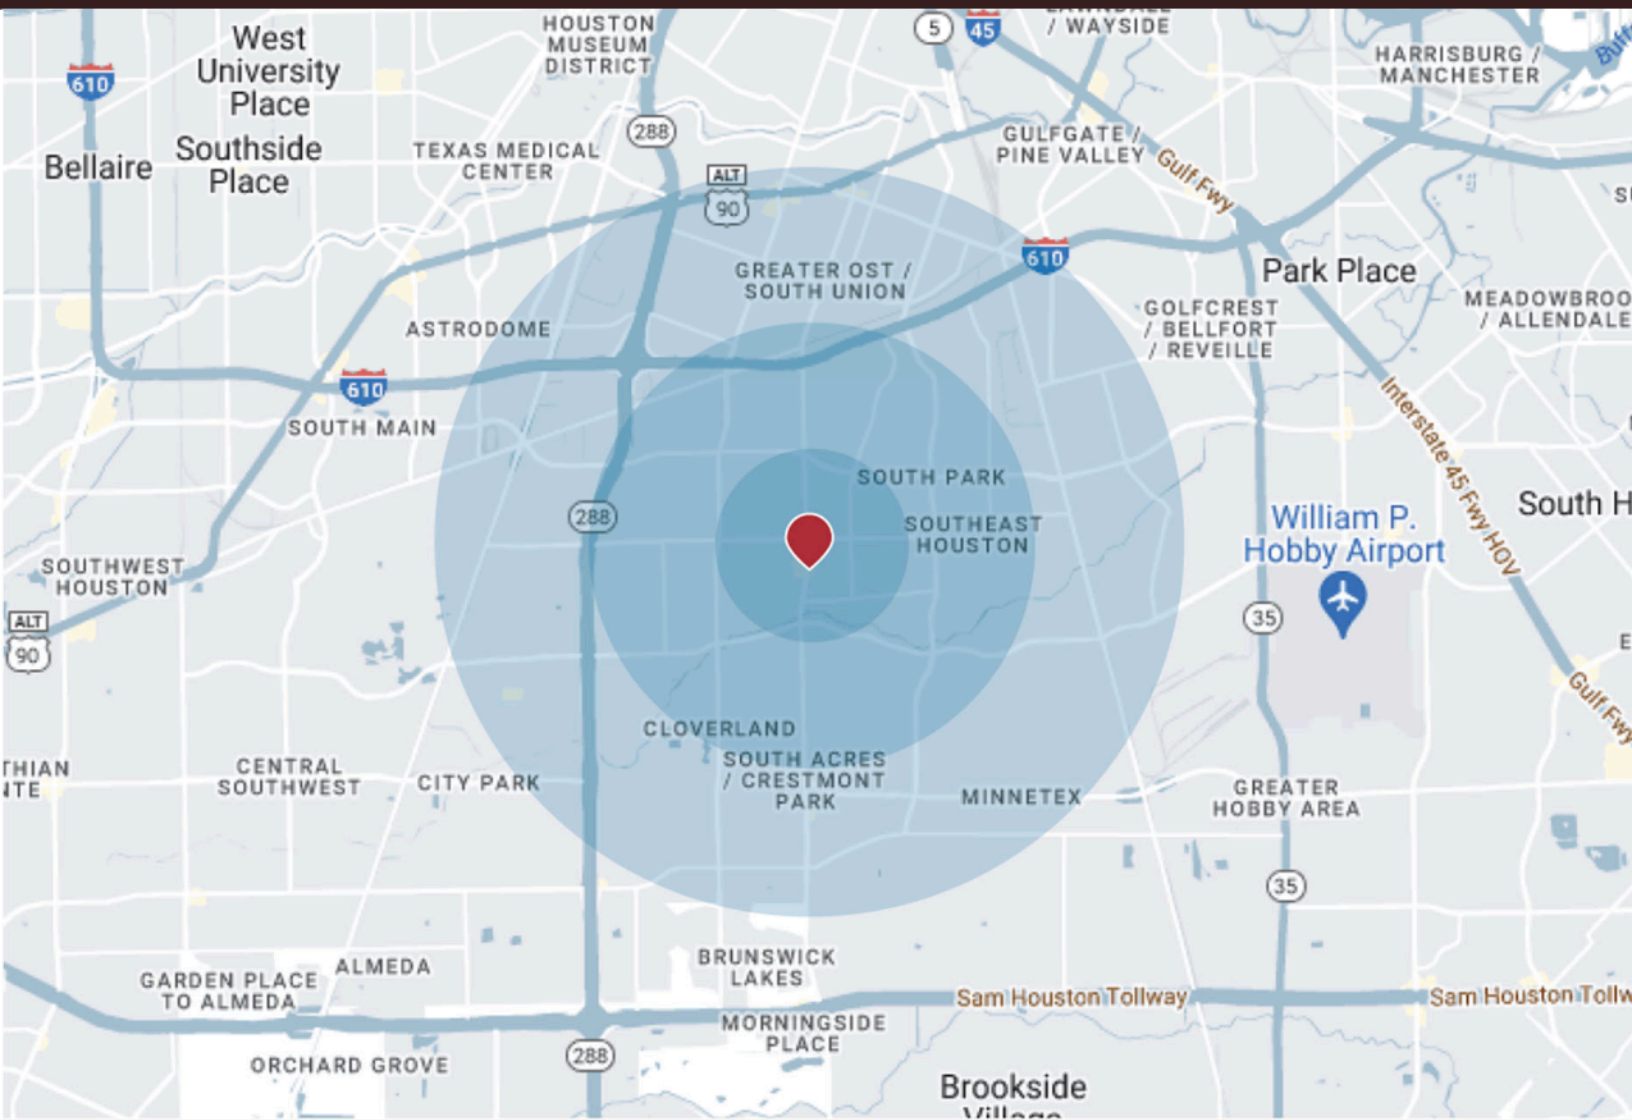 West
University
Place
HOUSTON
MUSEUM
DISTRICT
5
45
/ WAYSIDE
HARRISBURG /
MANCHESTER
610
288
Bellaire
Southside
Place
TEXAS MEDICAL
CENTER
ALT
90
GULFGATE /
PINE VALLEY
Gulf Fwy
610
Park Place
GREATER OST /
SOUTH UNION
GOLFCREST
/ BELLFORT
/ REVEILLE
/ ALLENDALE
ASTRODOME
610
SOUTH MAIN
Interstate 45 Fwy HOV
SOUTH PARK
288
SOUTHEAST
HOUSTON
William P.
Hobby Airport
South H
SOUTHWEST
HOUSTON
ALT
90
35
Gulf Fwy
CLOVERLAND
SOUTH ACRES
/ CRESTMONT
PARK
THIAN
NTE
CENTRAL
SOUTHWEST
CITY PARK
MINNETEX
GREATER
HOBBY AREA
35
BRUNSWICK
LAKES
GARDEN PLACE
TO ALMEDA
ALMEDA
Sam Houston Tollway
Sam Houston Tollw
MORNINGSIDE
PLACE
288
ORCHARD GROVE
Brookside
Village